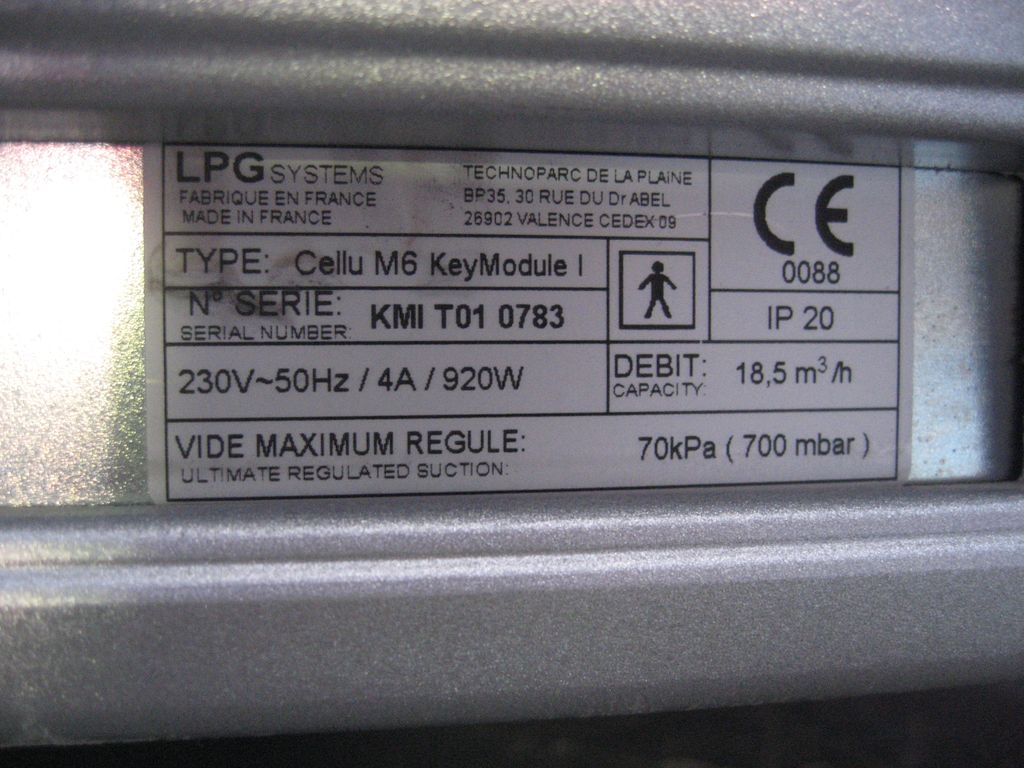 LPG SYSTEMS
FABRIQUE EN FRANCE
MADE IN FRANCE
TECHNOPARC DE LA PLAINE
BP35, 30 RUE DU Dr ABEL
26902 VALENCE CEDEX 09
CE
0088
TYPE: Cellu M6 KeyModule I
N° SERIE:
SERIAL NUMBER: KMI T01 0783
IP 20
230V~50Hz / 4A / 920W
DEBIT:
CAPACITY: 18,5 m³/h
VIDE MAXIMUM REGULE:
ULTIMATE REGULATED SUCTION:
70kPa ( 700 mbar )